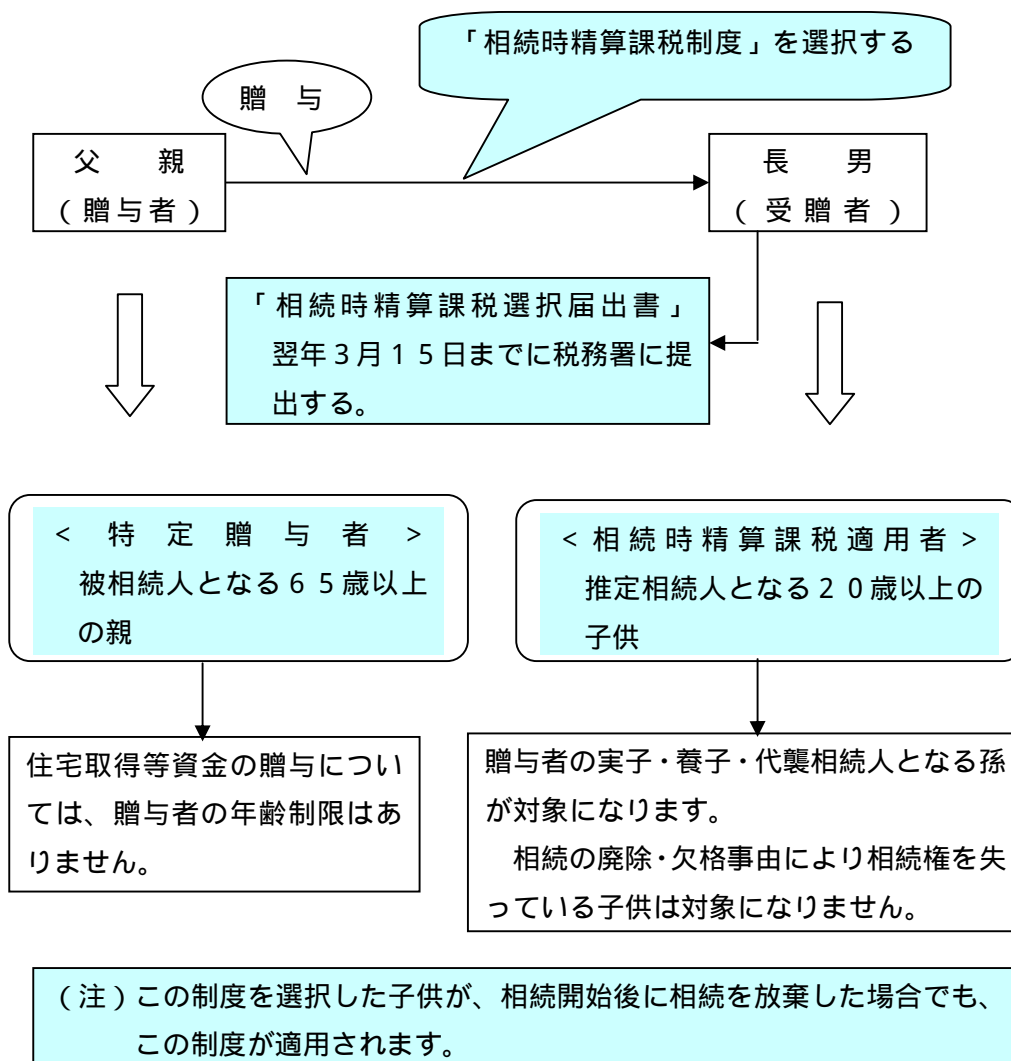 「相続時精算課税制度」を選択する
贈 与
父 親
（贈与者）
長 男
（受贈者）
「相続時精算課税選択届出書」
翌年３月１５日までに税務署に提
出する。
＜特定贈与者＞
被相続人となる６５歳以上
の親
＜相続時精算課税適用者＞
推定相続人となる２０歳以上の
子供
住宅取得等資金の贈与につい
ては、贈与者の年齢制限はあ
りません。
贈与者の実子・養子・代襲相続人となる孫
が対象になります。
相続の廃除・欠格事由により相続権を失
っている子供は対象になりません。
（注）この制度を選択した子供が、相続開始後に相続を放棄した場合でも、
この制度が適用されます。